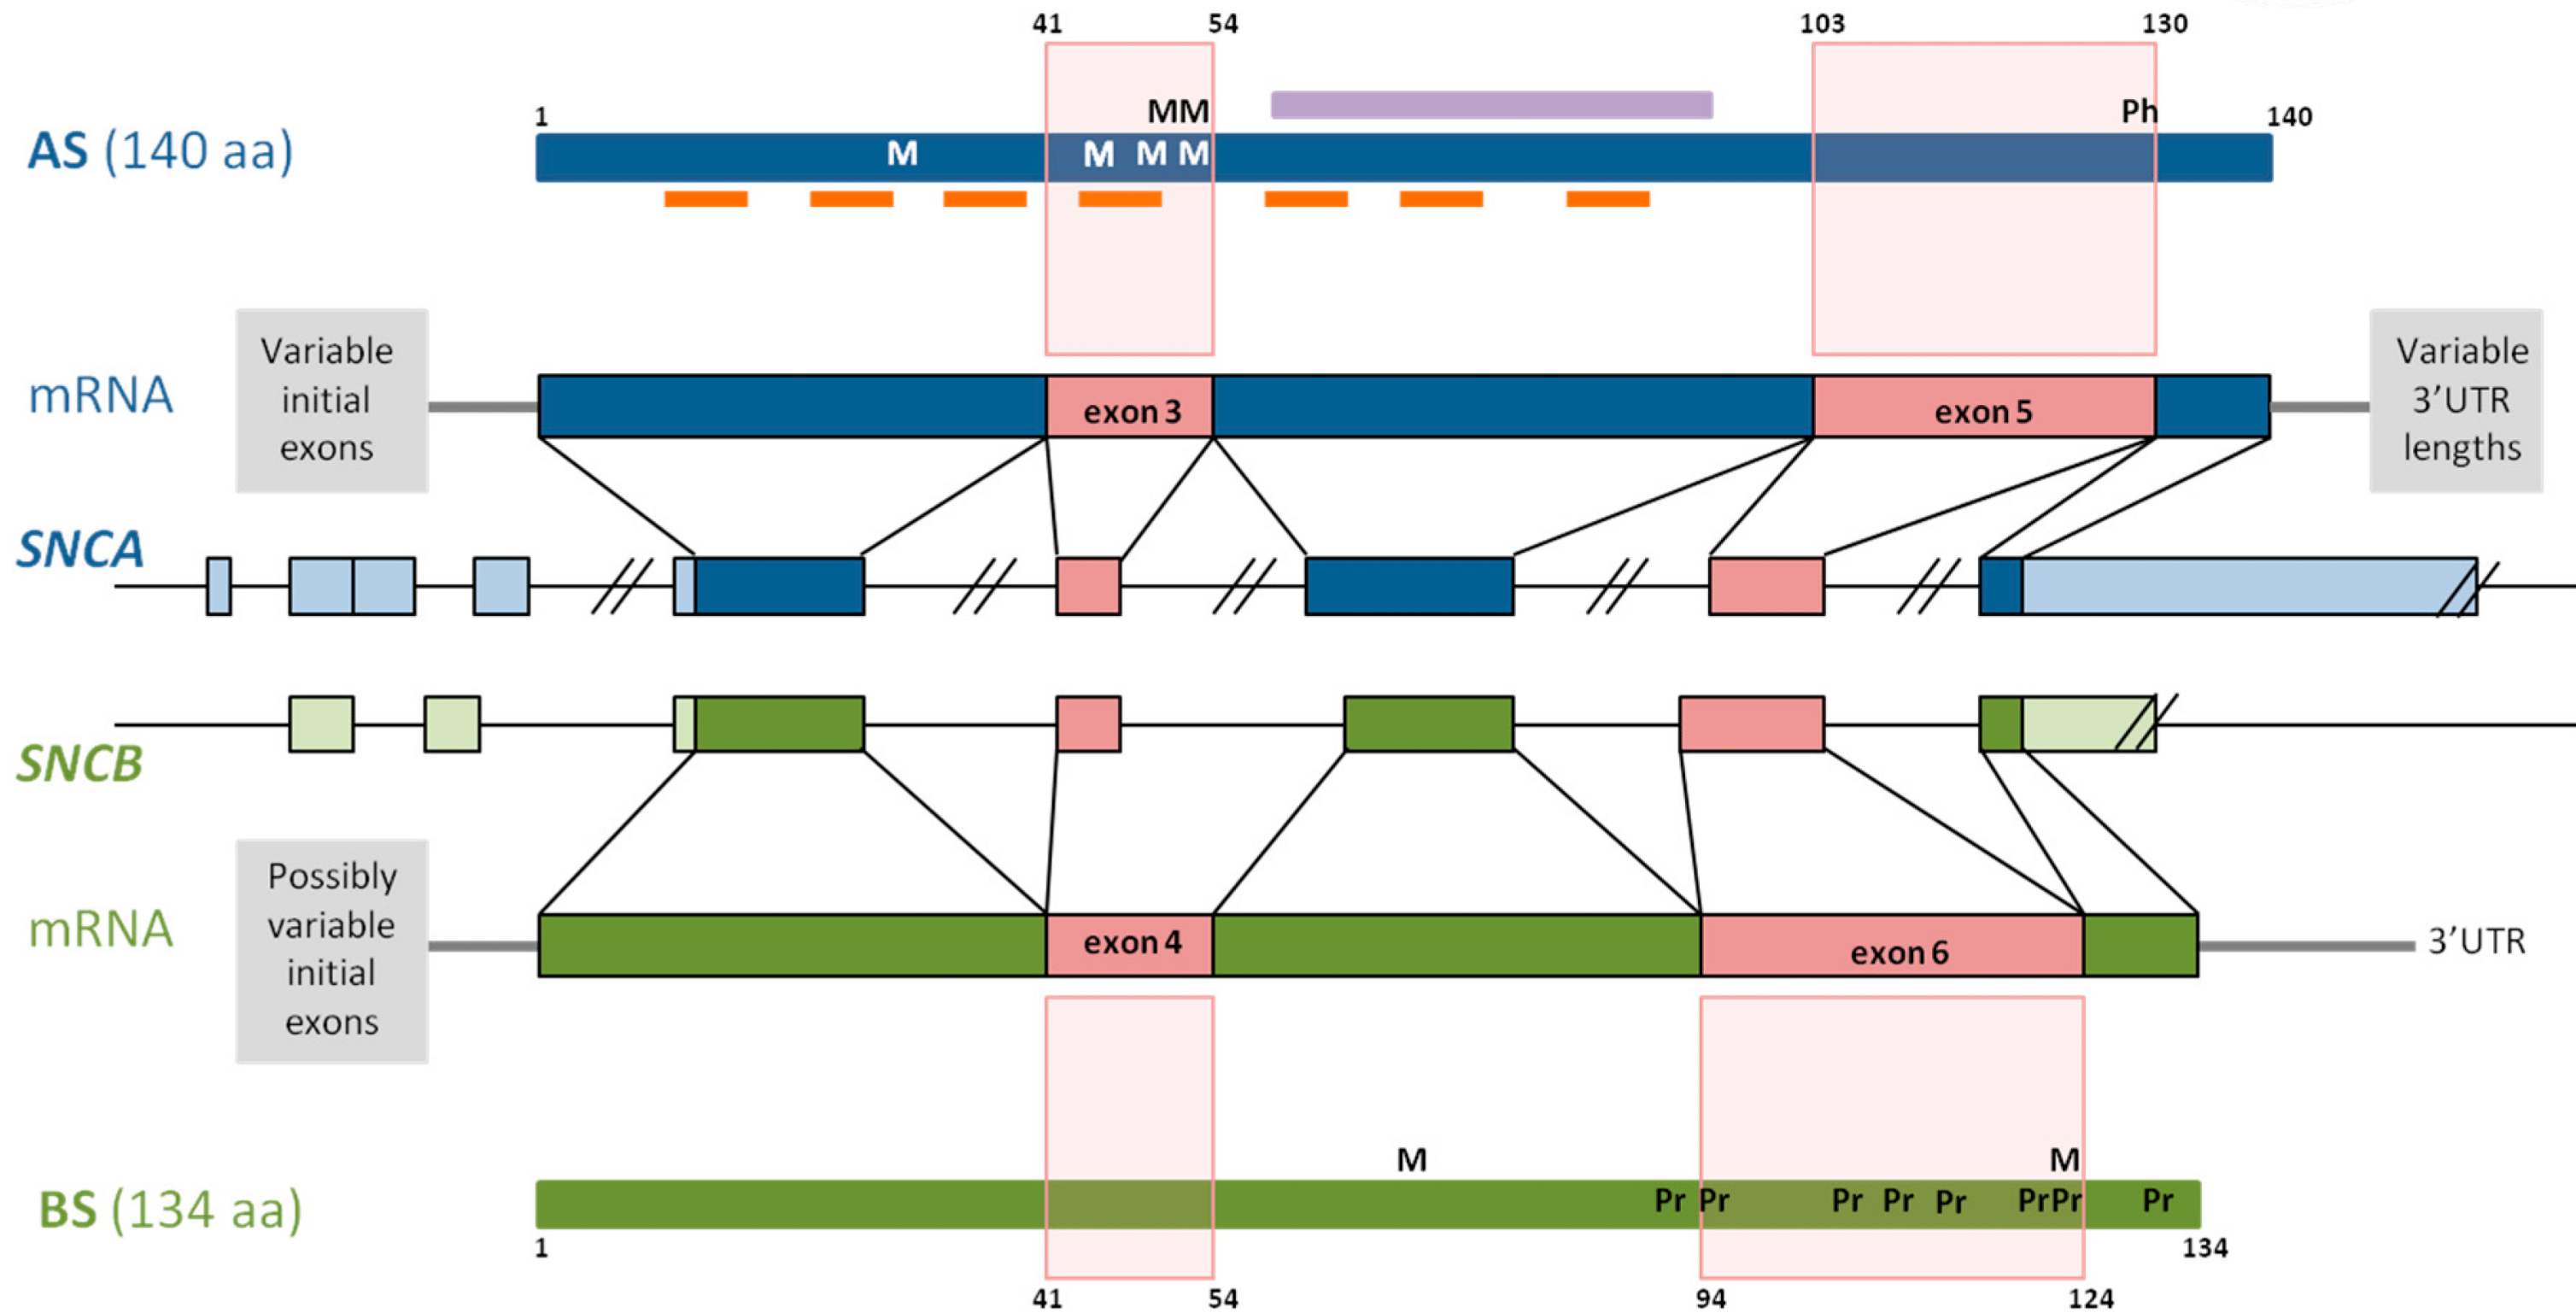 41 54 103 130
MM
Ph
1
140
AS (140 aa)
M M M M
Variable
initial
exons
mRNA
exon 3
exon 5
Variable
3’UTR
lengths
SNCA
SNCB
Possibly
variable
initial
exons
mRNA
exon 4
exon 6
3’UTR
M M
BS (134 aa)
Pr Pr Pr Pr Pr PrPr Pr
1
134
41 54 94 124